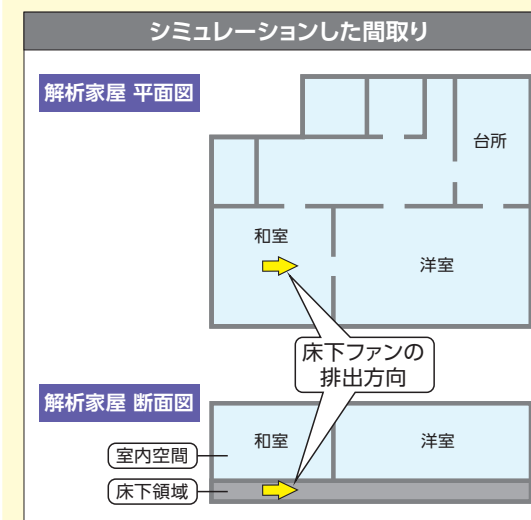 シミュレーションした間取り
解析家屋 平面図
台所
和室
洋室
床下ファンの
排出方向
解析家屋 断面図
和室
洋室
室内空間
床下領域